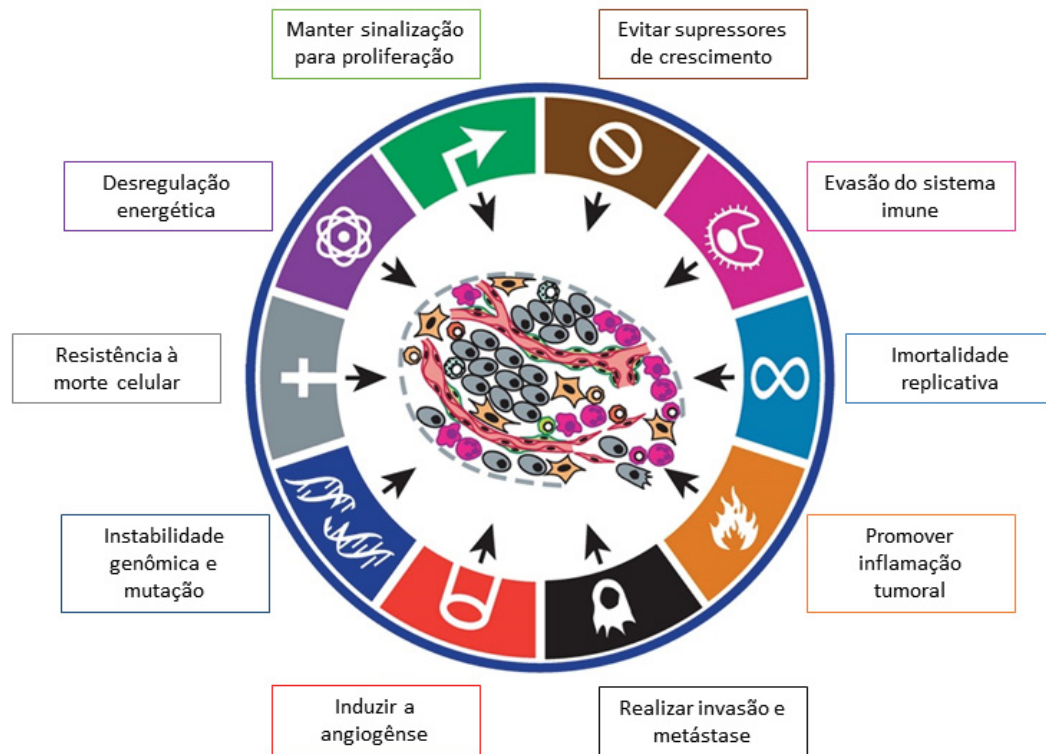 Manter sinalização
para proliferação
Evitar supressores
de crescimento
Desregulação
energética
Evasão do sistema
imune
Resistência à
morte celular
Imortalidade
replicativa
Instabilidade
genômica e
mutação
Promover
inflamação
tumoral
Induzir a
angiogênse
Realizar invasão e
metástase